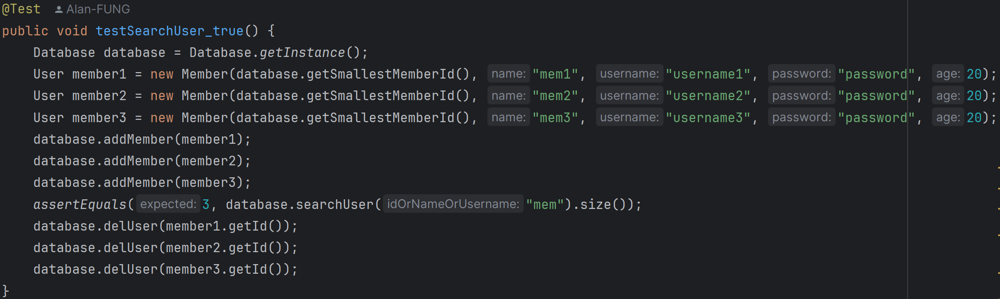 @Test Alan-FUNG
public void testSearchUser_true() {
    Database database = Database.getInstance();
    User member1 = new Member(database.getSmallestMemberId(), name: "mem1", username: "username1", password: "password", age: 20);
    User member2 = new Member(database.getSmallestMemberId(), name: "mem2", username: "username2", password: "password", age: 20);
    User member3 = new Member(database.getSmallestMemberId(), name: "mem3", username: "username3", password: "password", age: 20);
    database.addMember(member1);
    database.addMember(member2);
    database.addMember(member3);
    assertEquals( expected: 3, database.searchUser( idOrNameOrUsername: "mem").size());
    database.delUser(member1.getId());
    database.delUser(member2.getId());
    database.delUser(member3.getId());
}